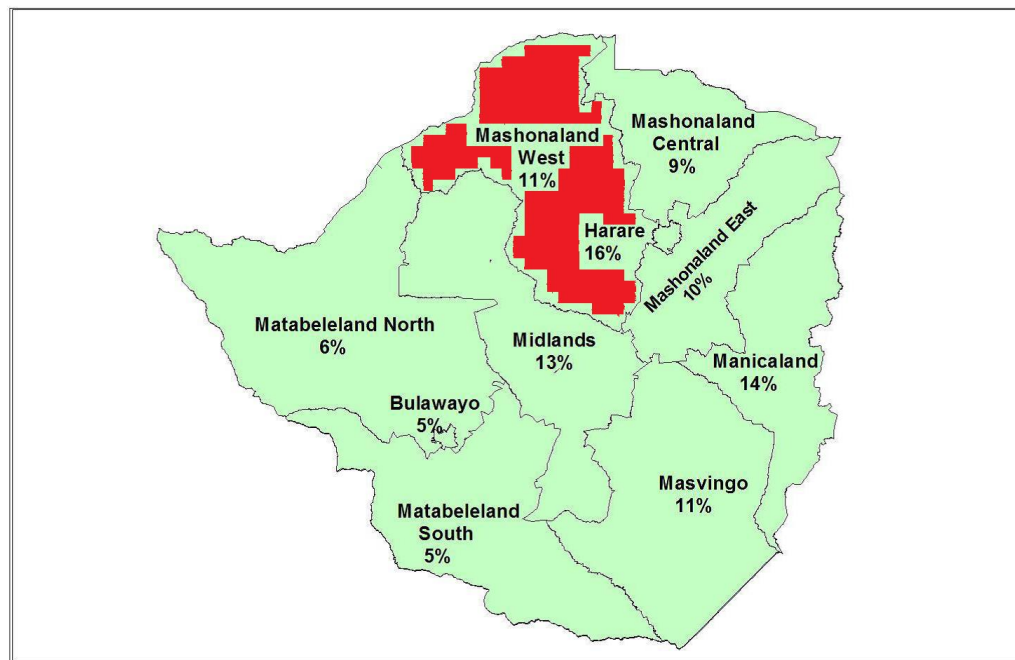 Mashonaland
Central
9%
Mashonaland
West
11%
Harare
16%
Mashonaland East
10%
Matabeleland North
6%
Midlands
13%
Manicaland
14%
Bulawayo
5%
Masvingo
11%
Matabeleland
South
5%